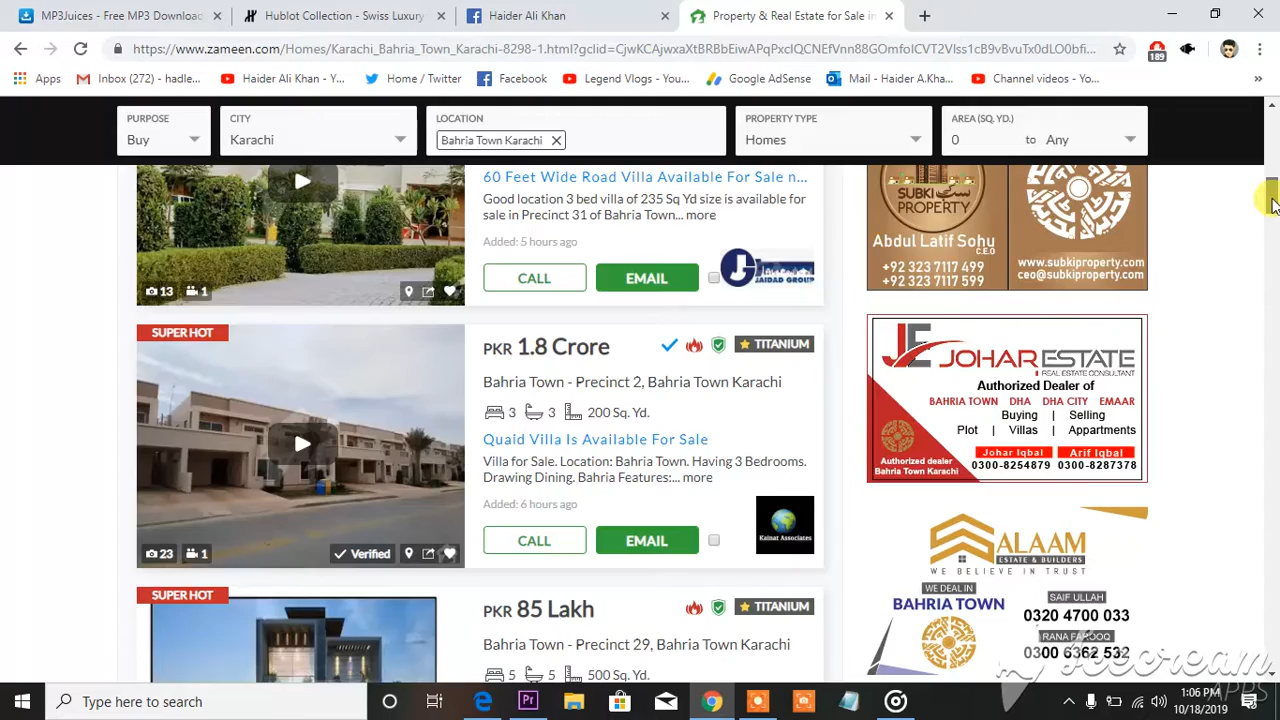 MP3Juices - Free MP3 Download
Hublot Collection - Swiss Luxury
Haider Ali Khan
Property & Real Estate for Sale in
https://www.zameen.com/Homes/Karachi_Bahria_Town_Karachi-8298-1.html?gclid=
189
Apps
Inbox (272) - hadle...
Haider Ali Khan - Yo...
Home / Twitter
Facebook
Legend Vlogs - You...
Google AdSense
Mail - Haider A.Kha...
Channel videos - Yo...
PURPOSE
Buy
CITY
Karachi
LOCATION
Bahria Town Karachi
PROPERTY TYPE
Homes
AREA (SQ. YD.)
0 to Any
60 Feet Wide Road Villa Available For Sale n...
Good location 3 bed villa of 235 Sq Yd size is available for
sale in Precinct 31 of Bahria Town... more
Added: 5 hours ago
CALL
EMAIL
JAIDAD GROUP
13
1
SUPER HOT
PKR 1.8 Crore
TITANIUM
Bahria Town - Precinct 2, Bahria Town Karachi
3 3 200 Sq. Yd.
Quaid Villa Is Available For Sale
Villa for Sale. Location: Bahria Town. Having 3 Bedrooms.
Drawing Dining. Bahria Features:... more
Added: 6 hours ago
CALL
EMAIL
Kainat Associates
23
1
Verified
SUPER HOT
PKR 85 Lakh
TITANIUM
Bahria Town - Precinct 29, Bahria Town Karachi
5 5 500 Sq. Yd.
SUBKI
PROPERTY
Abdul Latif Sohu
C.E.O
+92 323 7117 499
+92 323 7117 599
www.subkiproperty.com
ceo@subkiproperty.com
JE JOHAR ESTATE
REAL ESTATE CONSULTANT
Authorized Dealer of
BAHRIA TOWN DHA DHA CITY EMAAR
Buying | Selling
Plot | Villas | Appartments
Johar Iqbal
0300-8254879
Arif Iqbal
0300-8287378
Authorized dealer
Bahria Town Karachi
ALAAM
ESTATE & BUILDERS
WE BELIEVE IN TRUST
WE DEAL IN
BAHRIA TOWN
SAIF ULLAH
0320 4700 033
RANA FAROOQ
0300 6362 532
Icecream
APPS
Type here to search
1:06 PM
10/18/2019